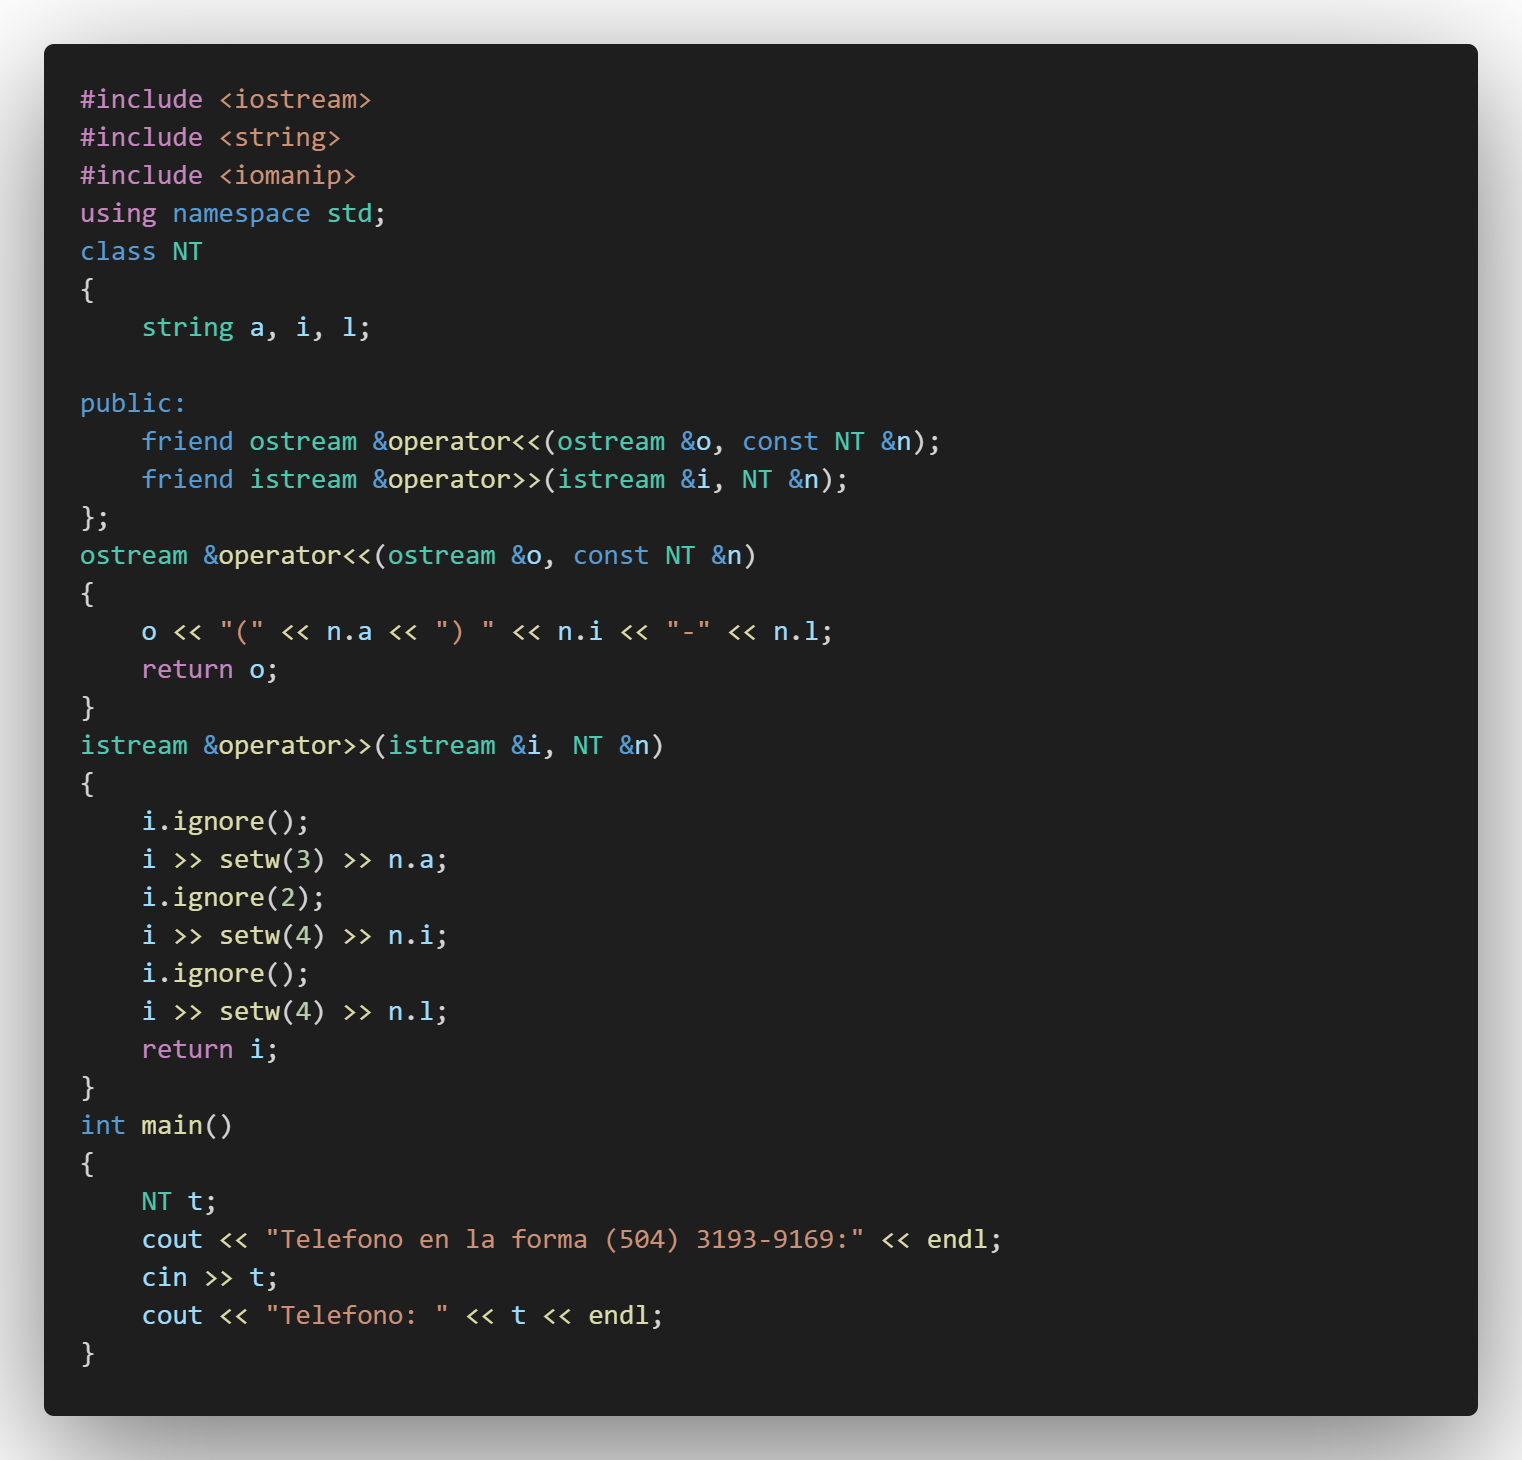 #include <iostream>
#include <string>
#include <iomanip>
using namespace std;
class NT
{
    string a, i, l;

public:
    friend ostream &operator<<(ostream &o, const NT &n);
    friend istream &operator>>(istream &i, NT &n);
};
ostream &operator<<(ostream &o, const NT &n)
{
    o << "(" << n.a << ") " << n.i << "-" << n.l;
    return o;
}
istream &operator>>(istream &i, NT &n)
{
    i.ignore();
    i >> setw(3) >> n.a;
    i.ignore(2);
    i >> setw(4) >> n.i;
    i.ignore();
    i >> setw(4) >> n.l;
    return i;
}
int main()
{
    NT t;
    cout << "Telefono en la forma (504) 3193-9169:" << endl;
    cin >> t;
    cout << "Telefono: " << t << endl;
}